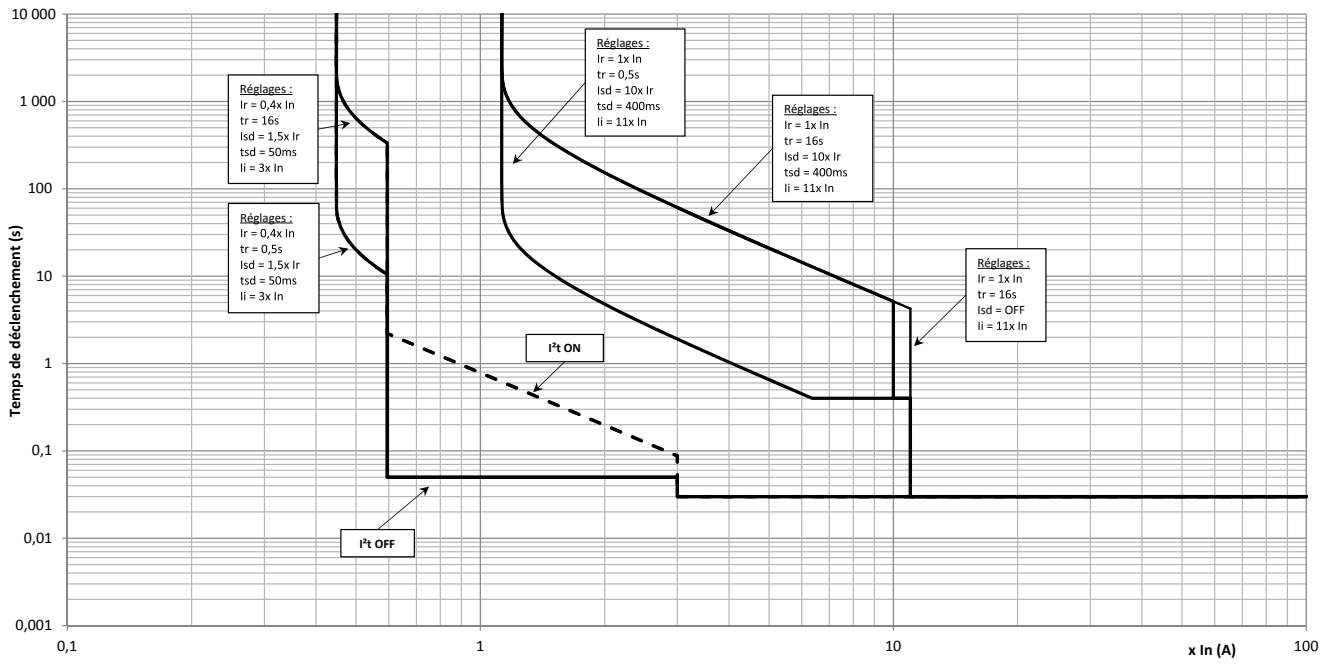 10 000
1 000
100
10
1
0,1
0,01
0,001
Temps de déclenchement (s)
Réglages :
Ir = 0,4x In
tr = 16s
Isd = 1,5x Ir
tsd = 50ms
Ii = 3x In
Réglages :
Ir = 0,4x In
tr = 0,5s
Isd = 1,5x Ir
tsd = 50ms
Ii = 3x In
Réglages :
Ir = 1x In
tr = 0,5s
Isd = 10x Ir
tsd = 400ms
Ii = 11x In
Réglages :
Ir = 1x In
tr = 16s
Isd = 10x Ir
tsd = 400ms
Ii = 11x In
Réglages :
Ir = 1x In
tr = 16s
Isd = OFF
Ii = 11x In
I²t ON
I²t OFF
0,1
1
10
100
x In (A)